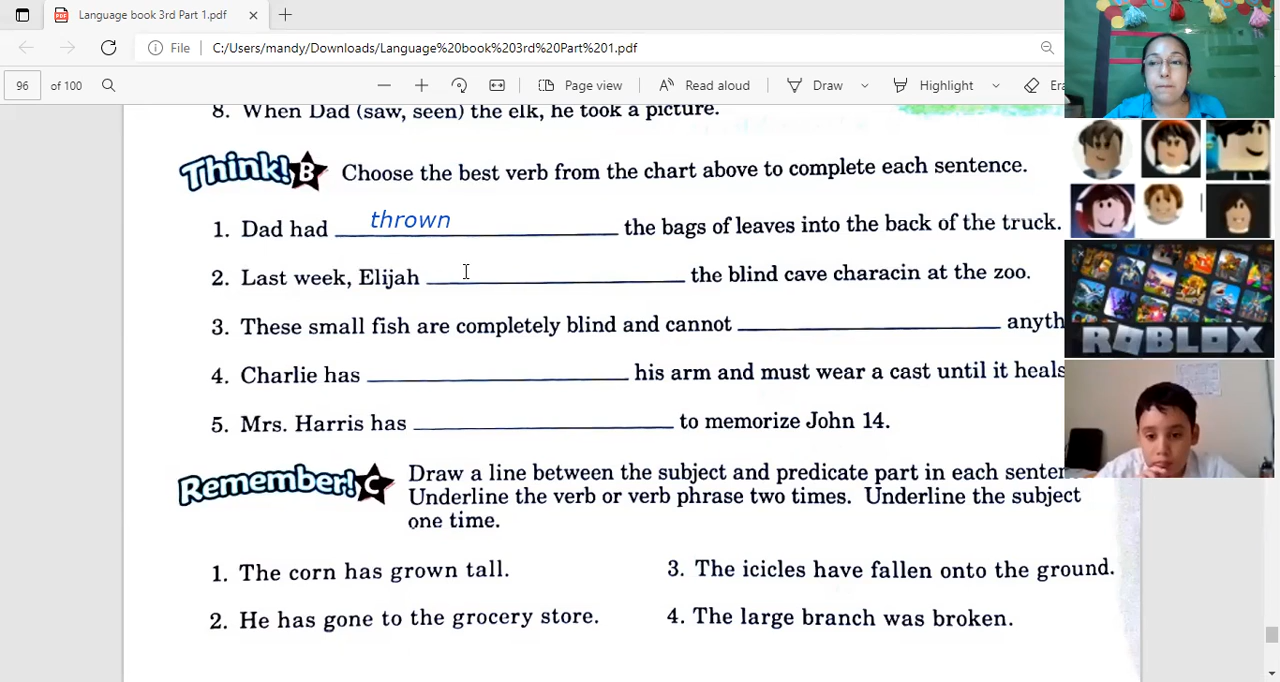 Language book 3rd Part 1.pdf
File C:/Users/mandy/Downloads/Language%20book%203rd%20Part%201.pdf
96 of 100 Page view Read aloud Draw Highlight Era
8. When Dad (saw, seen) the elk, he took a picture.
Think! B Choose the best verb from the chart above to complete each sentence.
1. Dad had thrown the bags of leaves into the back of the truck.
2. Last week, Elijah the blind cave characin at the zoo.
3. These small fish are completely blind and cannot anyth
4. Charlie has his arm and must wear a cast until it heals
5. Mrs. Harris has to memorize John 14.
Remember! C Draw a line between the subject and predicate part in each senten
Underline the verb or verb phrase two times. Underline the subject
one time.
1. The corn has grown tall.
2. He has gone to the grocery store.
3. The icicles have fallen onto the ground.
4. The large branch was broken.
ROBLOX